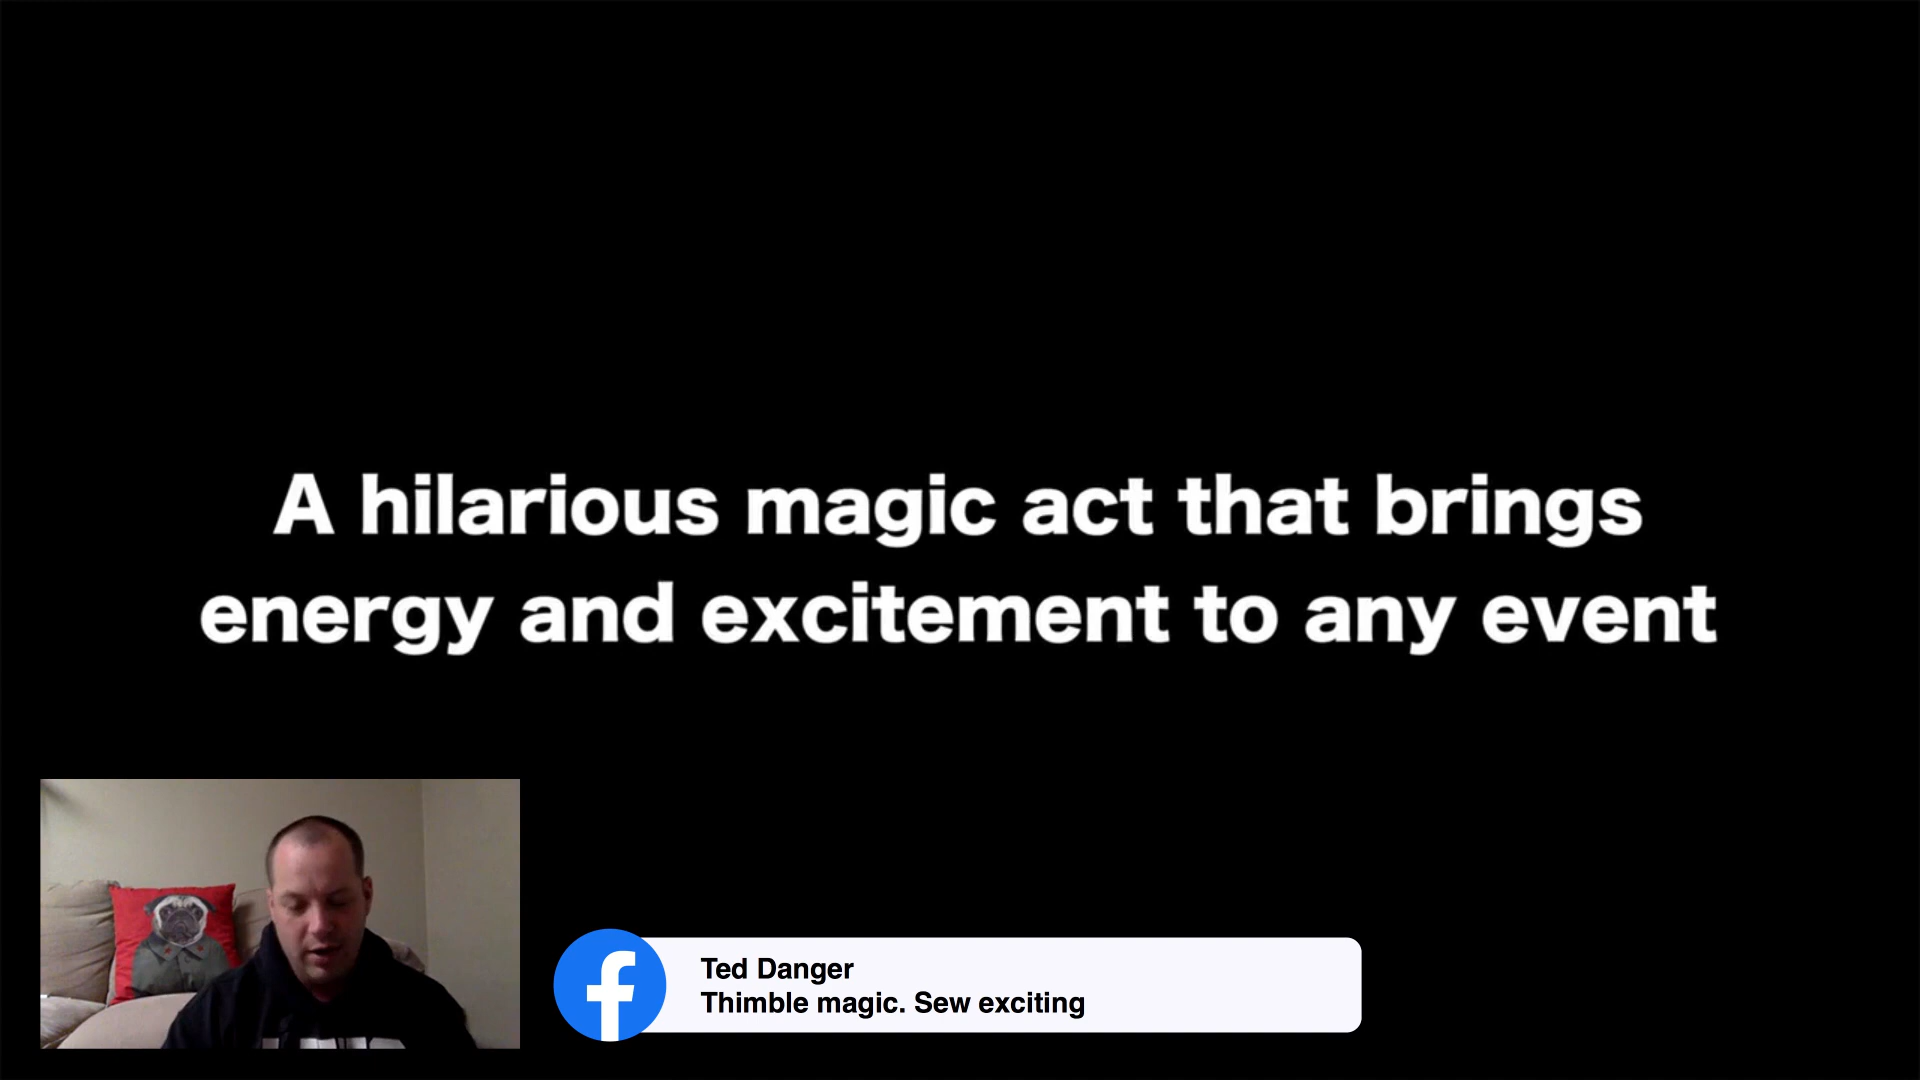 A hilarious magic act that brings
energy and excitement to any event
Ted Danger
Thimble magic. Sew exciting